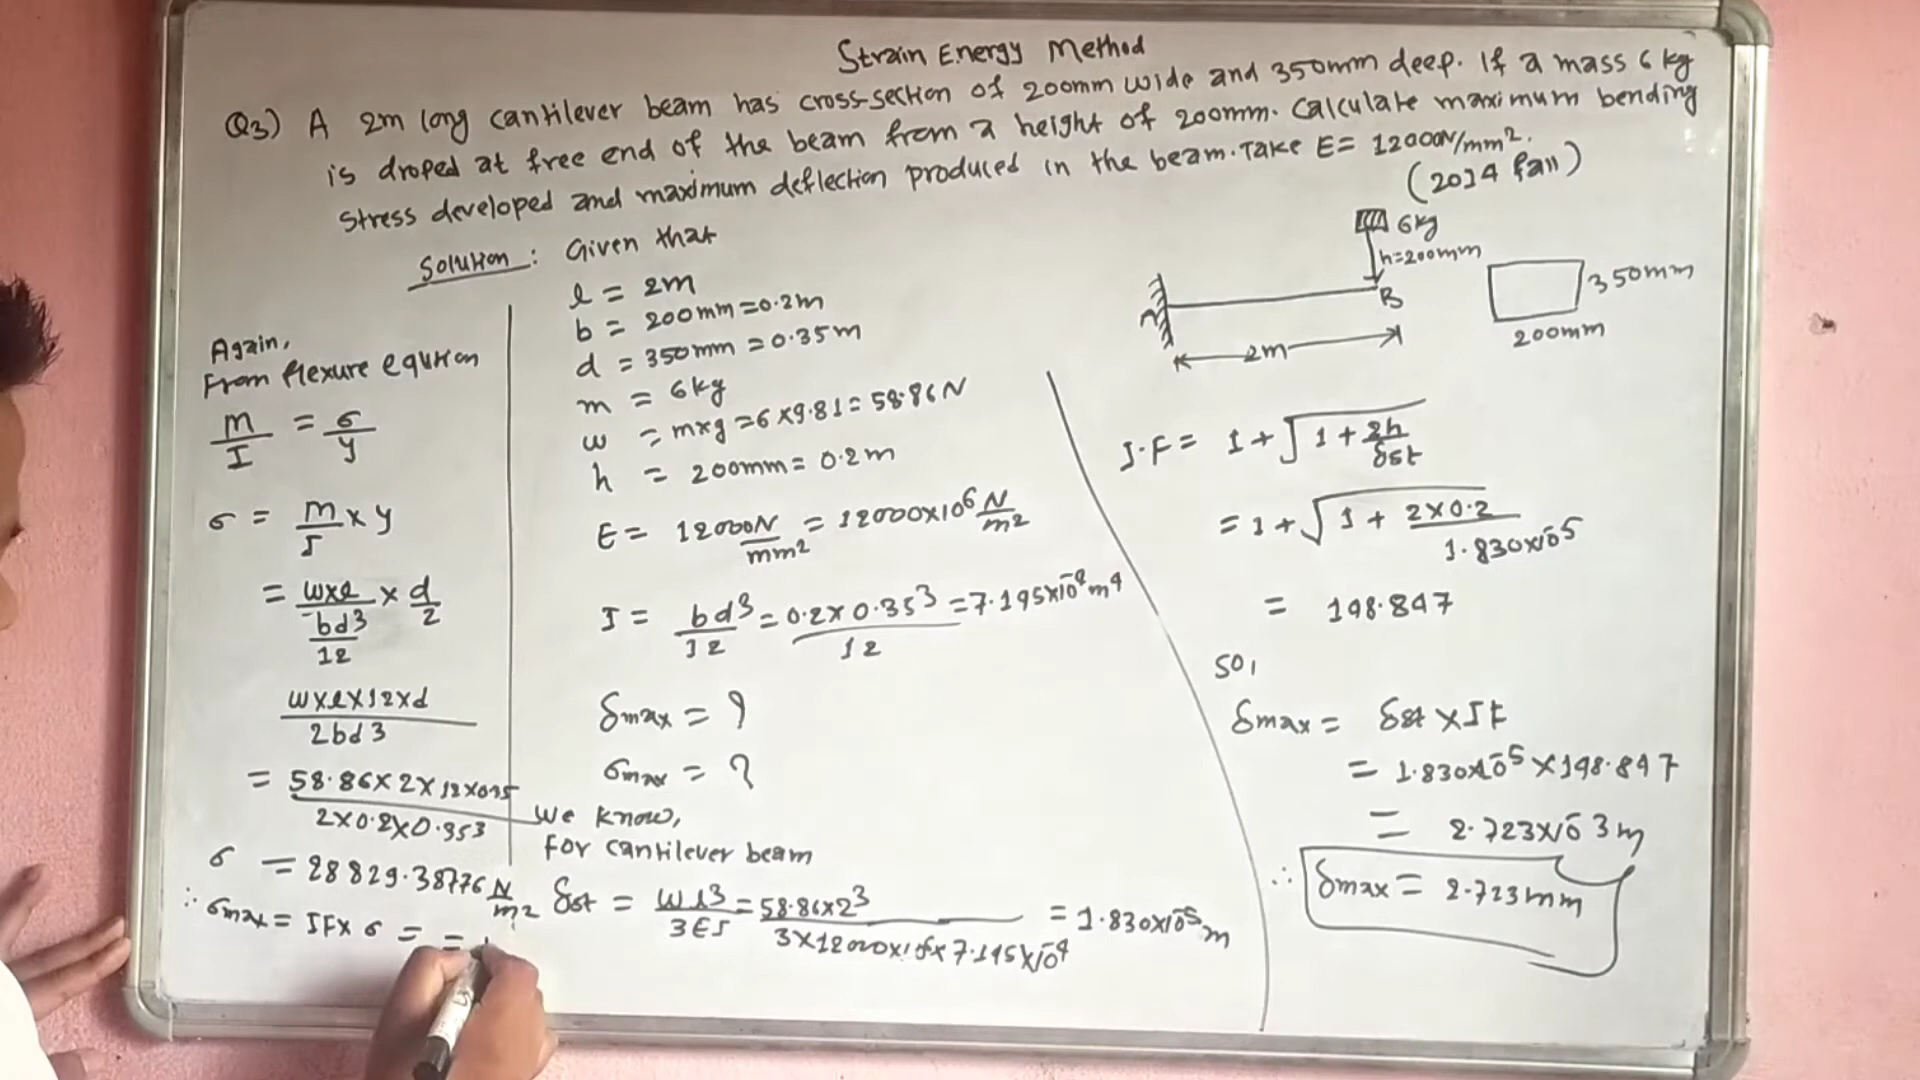 Strain Energy Method
Q3) A 2m long cantilever beam has cross-section of 200mm wide and 350mm deep. If a mass 6 kg
is droped at free end of the beam from a height of 200mm. Calculate maximum bending
stress developed and maximum deflection produced in the beam. Take E = 12000N/mm².
(2014 fall)
Solution: Given that
l = 2m
b = 200mm = 0.2m
d = 350mm = 0.35m
m = 6kg
w = m×g = 6×9.81 = 58.86N
h = 200mm = 0.2m
E = 12000N/mm² = 12000×10⁶ N/m²
I = bd³/12 = 0.2×0.35³/12 = 7.145×10⁻⁴m⁴
δmax = ?
σmax = ?
We know,
For cantilever beam
δst = wl³/3EI = 58.86×2³/3×12000×10⁶×7.145×10⁻⁴ = 1.830×10⁻⁵m
6kg
h=200mm
B
2m
350mm
200mm
I.F = 1+√1+2h/δst
= 1+√1+2×0.2/1.830×10⁻⁵
= 148.847
So,
δmax = δst × IF
= 1.830×10⁻⁵×148.847
= 2.723×10⁻3m
∴ δmax = 2.723mm
Again,
From flexure eqution
M/I = σ/y
σ = M/I × y
= w×l/bd3/12 × d/2
w×l×12×d/2bd3
= 58.86×2×12×0.35/2×0.2×0.353
σ = 28829.38776 N/m²
∴ σmax = IF× σ = =